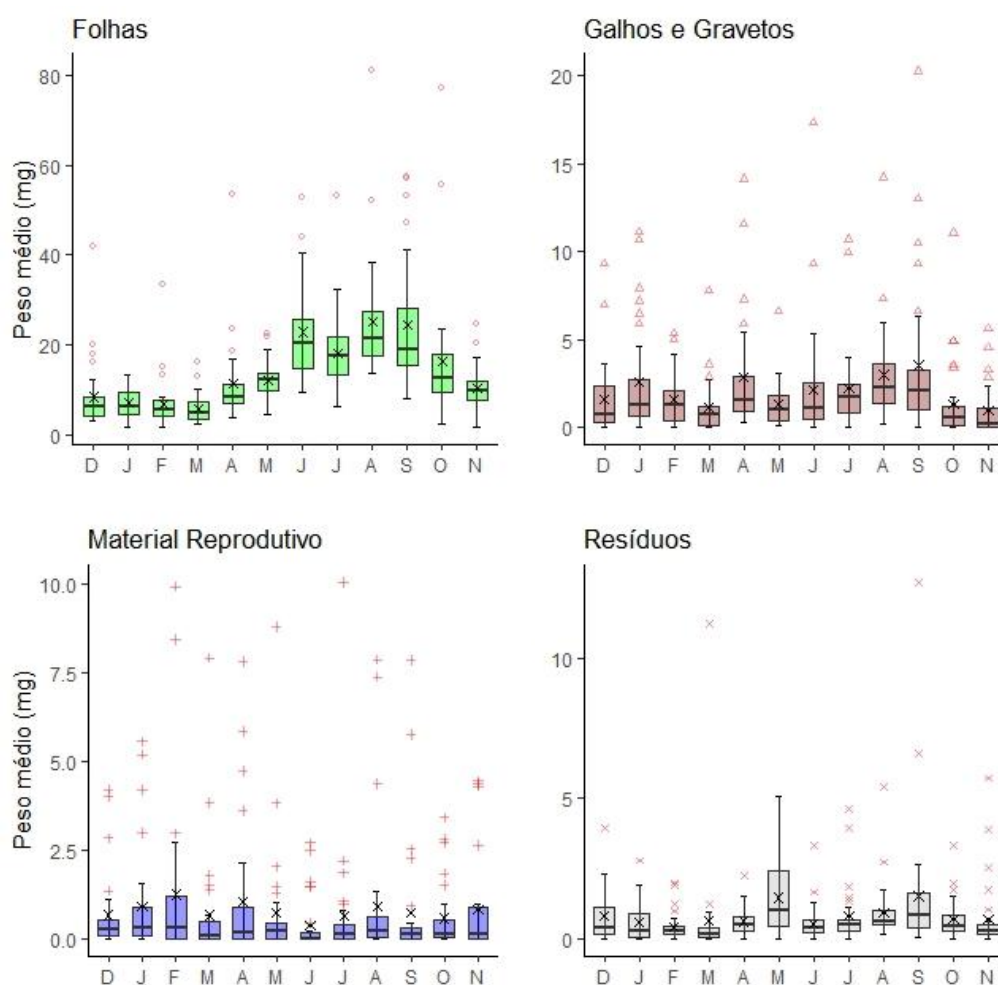 Folhas
Galhos e Gravetos
Peso médio (mg)
80
60
40
20
0
D J F M A M J J A S O N
20
15
10
5
0
D J F M A M J J A S O N
Material Reprodutivo
Resíduos
Peso médio (mg)
10.0
7.5
5.0
2.5
0.0
D J F M A M J J A S O N
10
5
0
D J F M A M J J A S O N